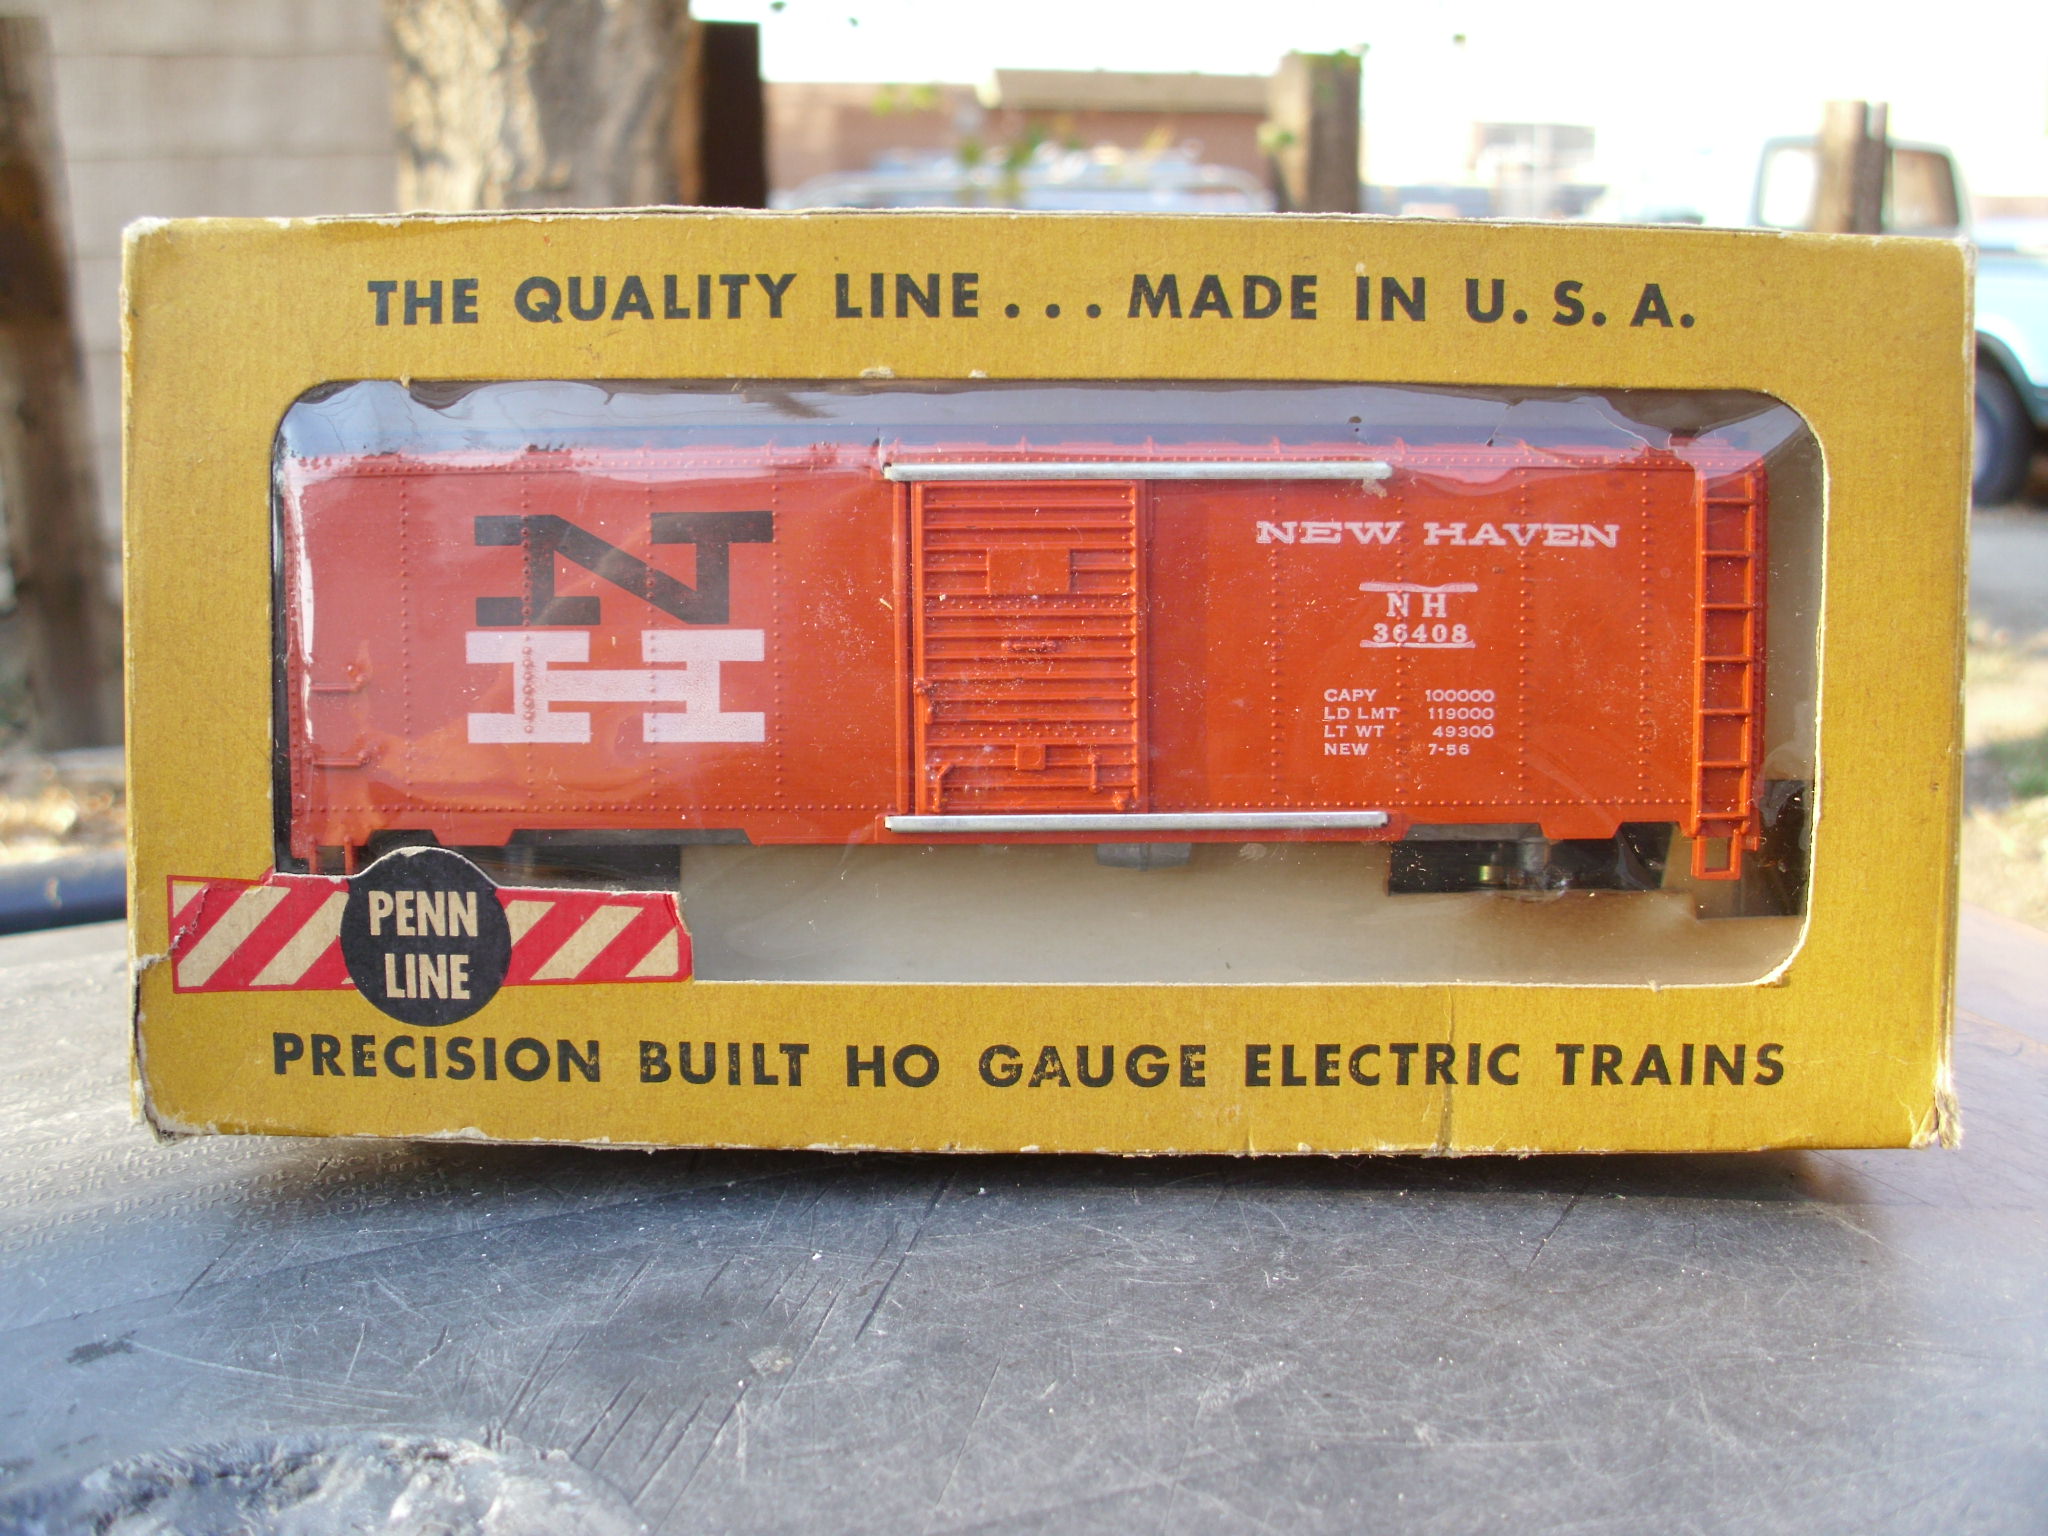 THE QUALITY LINE... MADE IN U. S. A.
N
H
NEW HAVEN
NH
36408
CAPY 100000
LD LMT 119000
LT WT 49300
NEW 7-56
PENN
LINE
PRECISION BUILT HO GAUGE ELECTRIC TRAINS